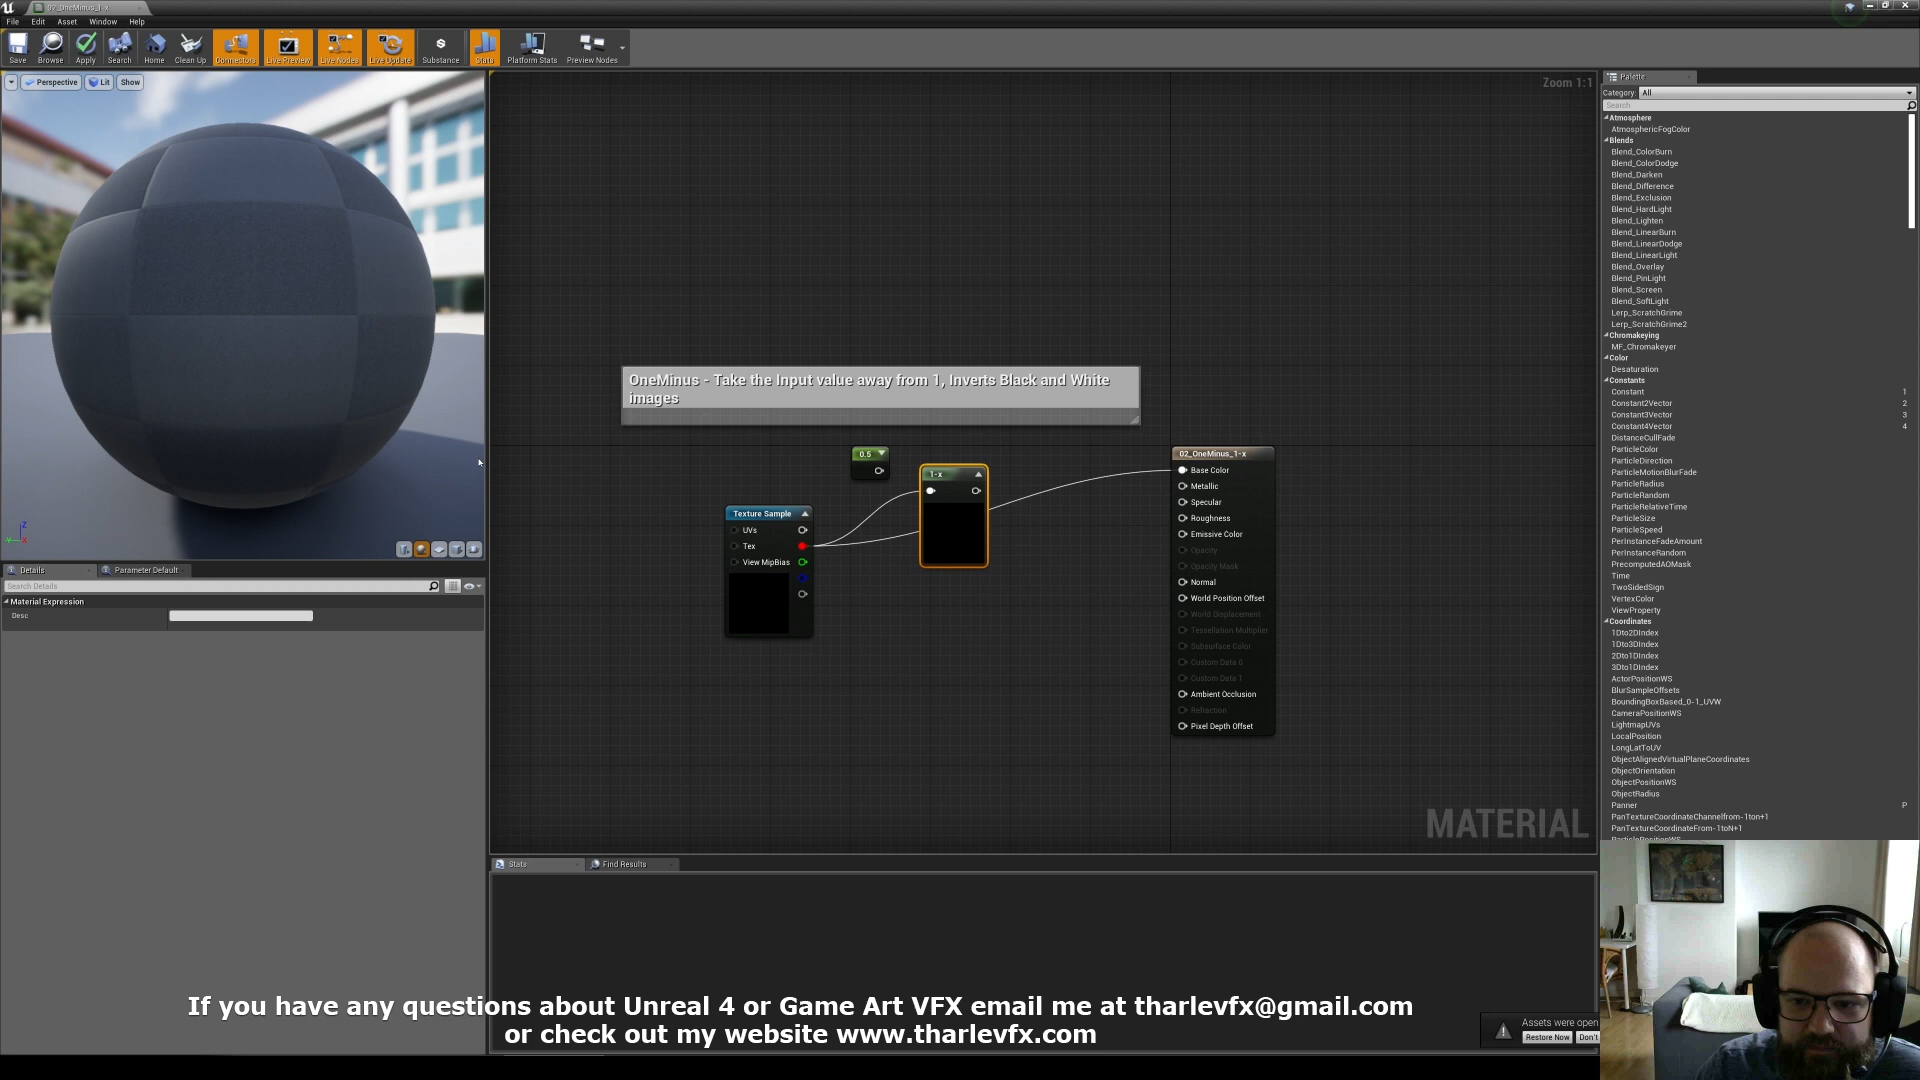 02_OneMinus_1-x
File Edit Asset Window Help
Save Browse Apply Search Home Clean Up Connectors Live Preview Live Nodes Live Update Substance Stats Platform Stats Preview Nodes
Perspective Lit Show
Zoom 1:1
OneMinus - Take the Input value away from 1, Inverts Black and White
images
0.5
1-x
Texture Sample
UVs
Tex
View MipBias
02_OneMinus_1-x
Base Color
Metallic
Specular
Roughness
Emissive Color
Opacity
Opacity Mask
Normal
World Position Offset
World Displacement
Tessellation Multiplier
Subsurface Color
Custom Data 0
Custom Data 1
Ambient Occlusion
Refraction
Pixel Depth Offset
MATERIAL
Details Parameter Default
Search Details
Material Expression
Desc
Stats Find Results
Palette
Category: All
Search
Atmosphere
AtmosphericFogColor
Blends
Blend_ColorBurn
Blend_ColorDodge
Blend_Darken
Blend_Difference
Blend_Exclusion
Blend_HardLight
Blend_Lighten
Blend_LinearBurn
Blend_LinearDodge
Blend_LinearLight
Blend_Overlay
Blend_PinLight
Blend_Screen
Blend_SoftLight
Lerp_ScratchGrime
Lerp_ScratchGrime2
Chromakeying
MF_Chromakeyer
Color
Desaturation
Constants
Constant 1
Constant2Vector 2
Constant3Vector 3
Constant4Vector 4
DistanceCullFade
ParticleColor
ParticleDirection
ParticleMotionBlurFade
ParticleRadius
ParticleRandom
ParticleRelativeTime
ParticleSize
ParticleSpeed
PerInstanceFadeAmount
PerInstanceRandom
PrecomputedAOMask
Time
TwoSidedSign
VertexColor
ViewProperty
Coordinates
1Dto2DIndex
1Dto3DIndex
2Dto1DIndex
3Dto1DIndex
ActorPositionWS
BlurSampleOffsets
BoundingBoxBased_0-1_UVW
CameraPositionWS
LightmapUVs
LocalPosition
LongLatToUV
ObjectAlignedVirtualPlaneCoordinates
ObjectOrientation
ObjectPositionWS
ObjectRadius
Panner P
PanTextureCoordinateChannelfrom-1ton+1
PanTextureCoordinateFrom-1toN+1
If you have any questions about Unreal 4 or Game Art VFX email me at tharlevfx@gmail.com
or check out my website www.tharlevfx.com
Assets were open
Restore Now Don't